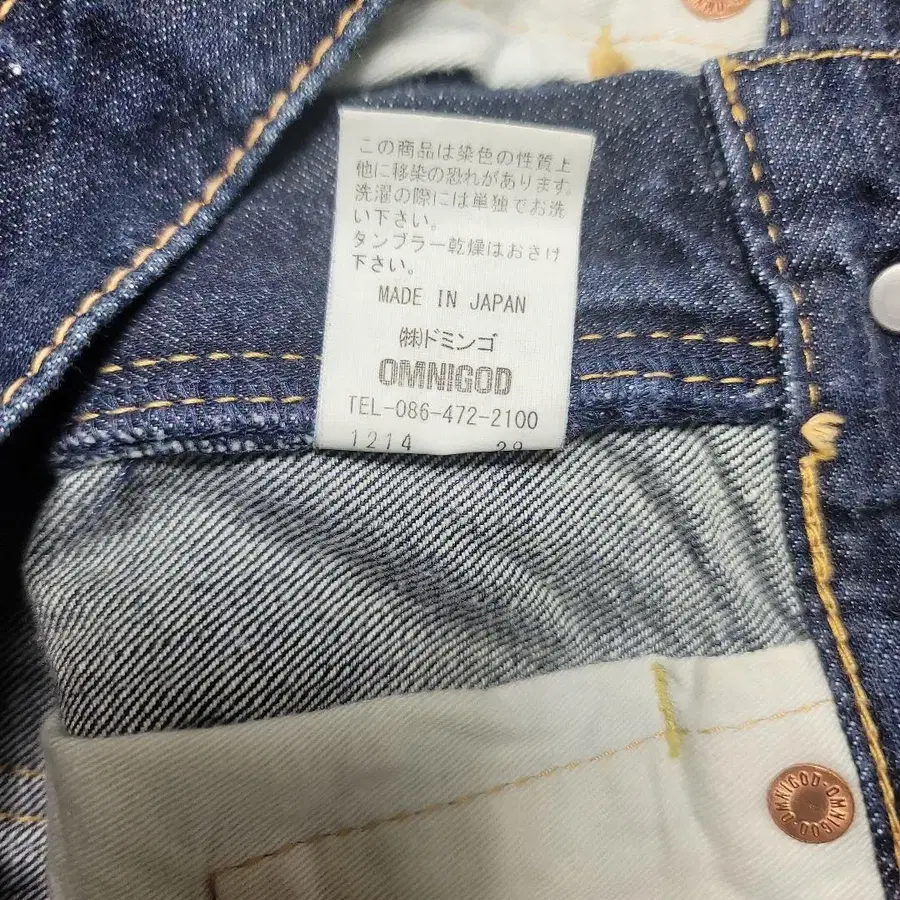 この商品は染色の性質上
他に移染の恐れがあります。
洗濯の際には単独でお洗
い下さい。
タンブラー乾燥はおさけ
下さい。
MADE IN JAPAN
㈱ドミンゴ
OMNIGOD
TEL-086-472-2100
1214 29
OMNIGOD-OMNIGOD-